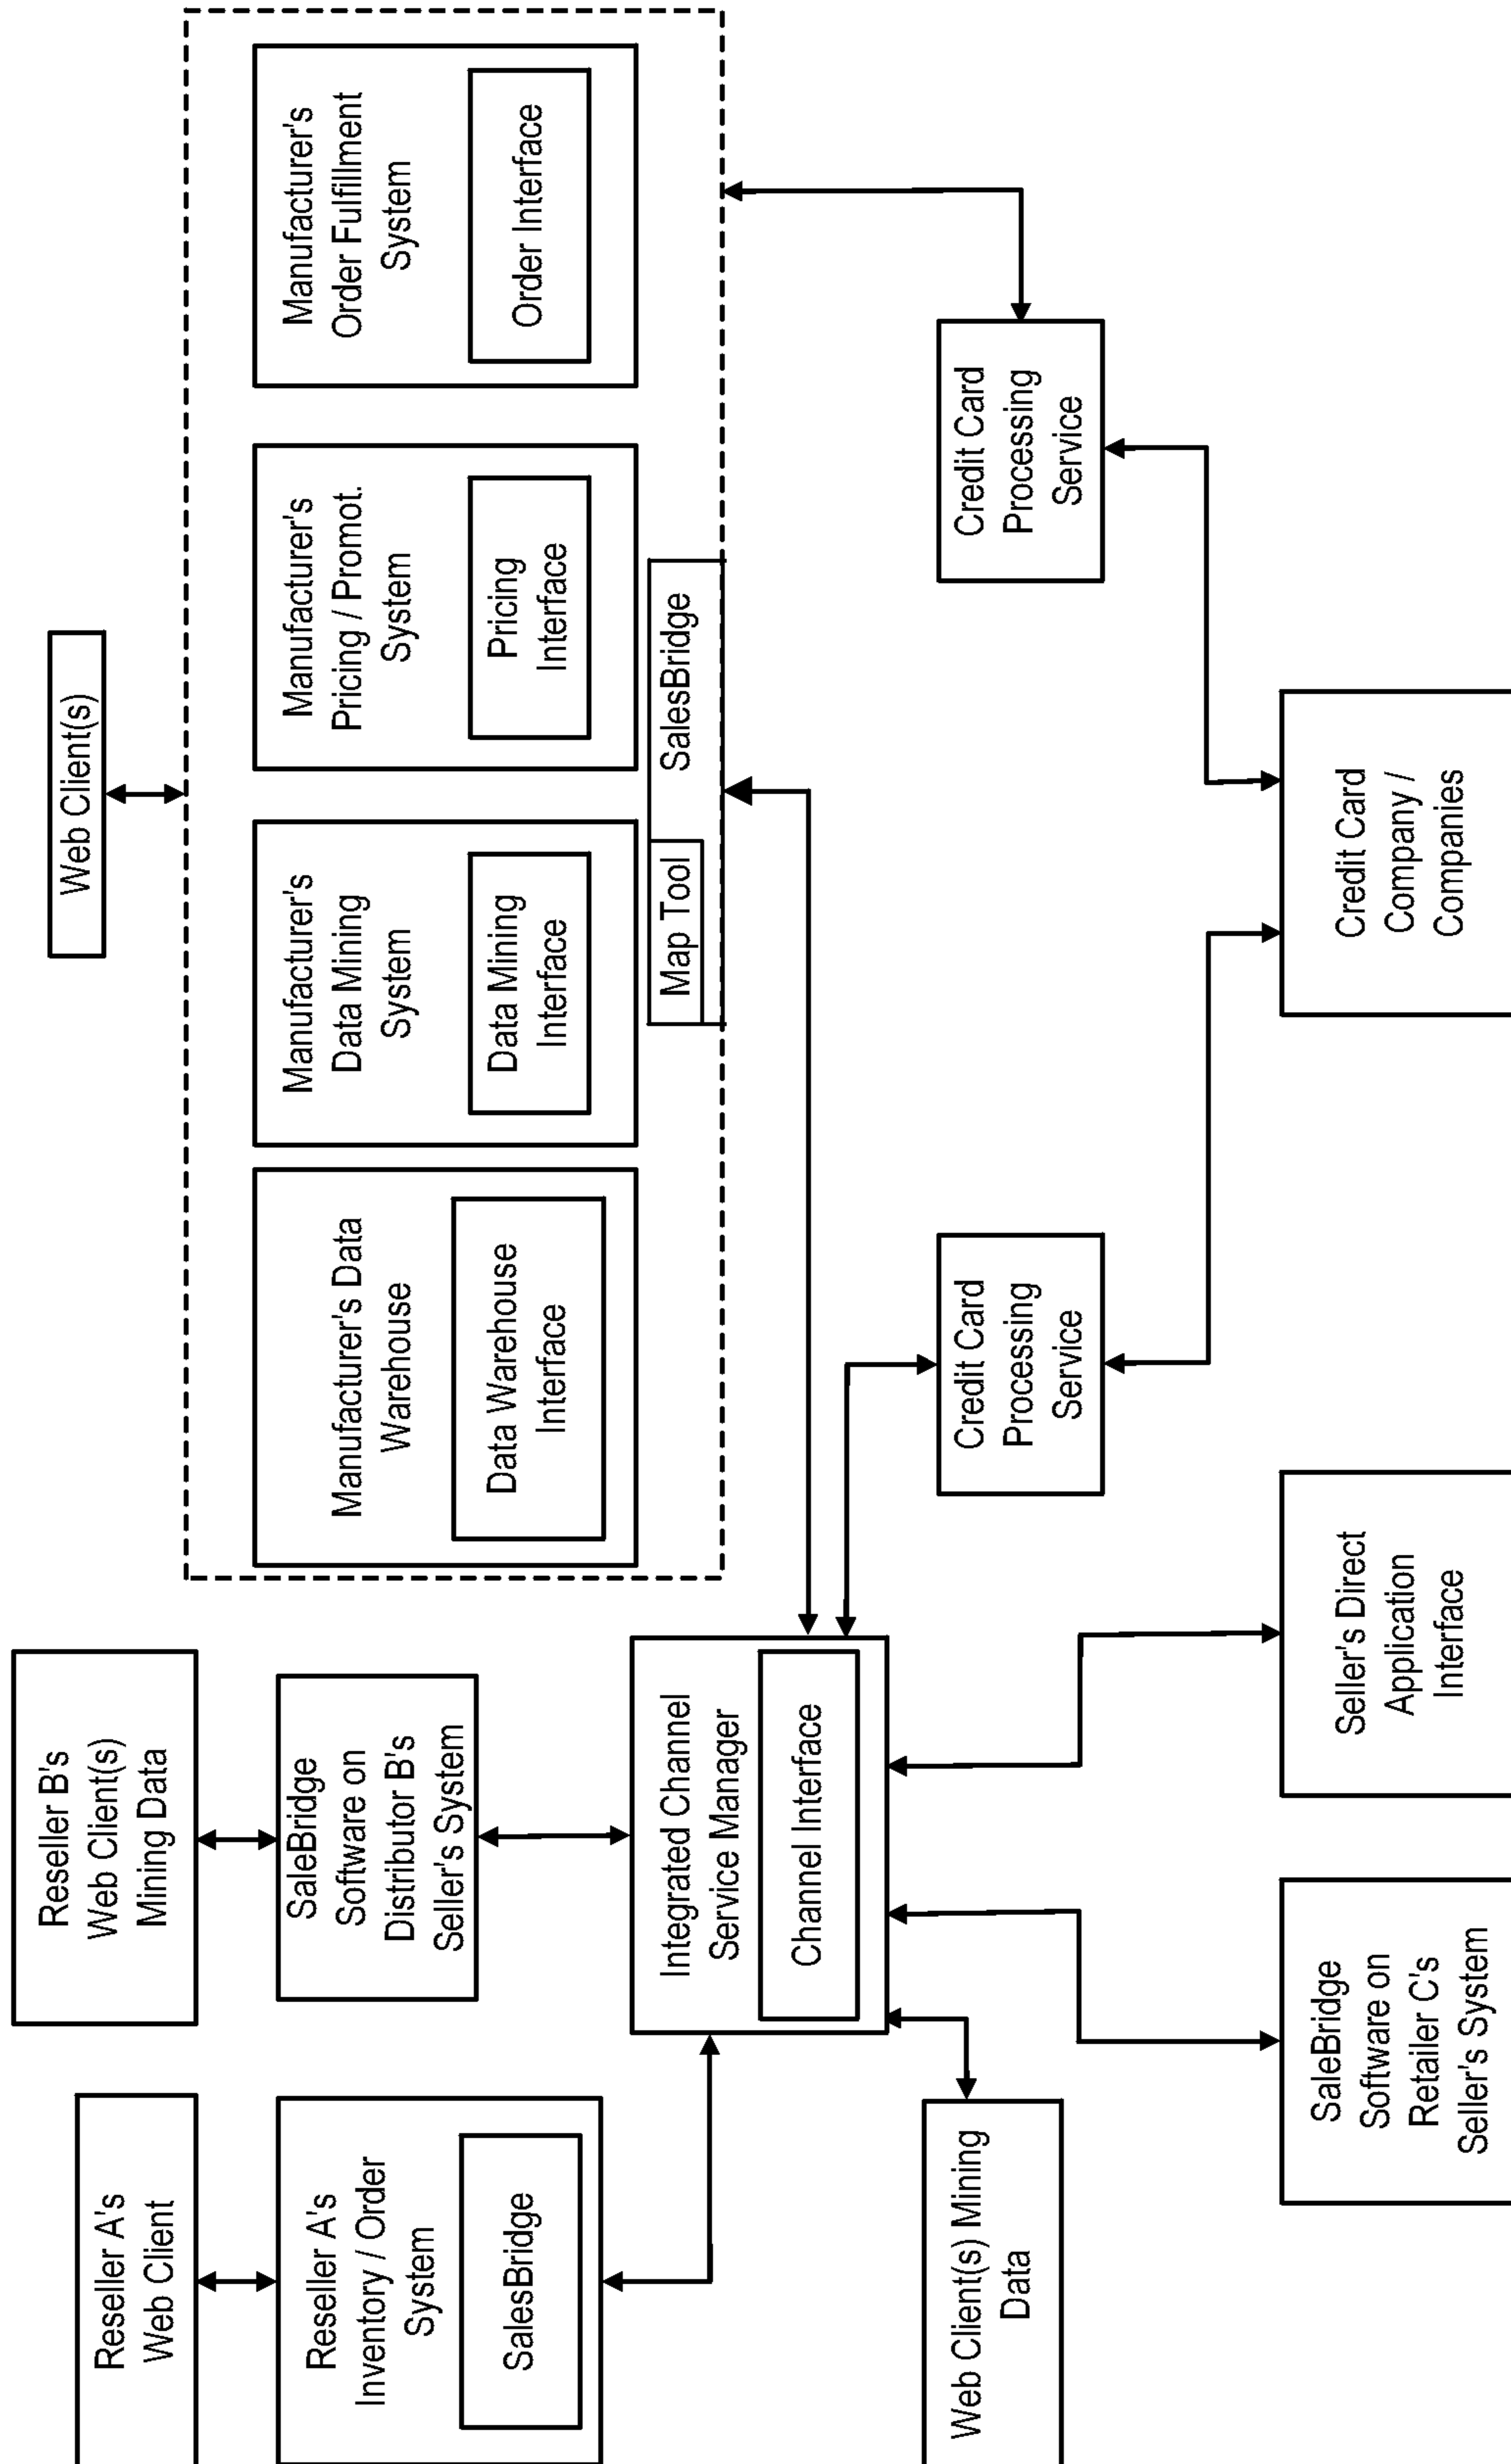 Reseller A's
Web Client
Reseller A's
Inventory / Order
System
SalesBridge
Web Client(s) Mining
Data
Reseller B's
Web Client(s)
Mining Data
SaleBridge
Software on
Distributor B's
Seller's System
Integrated Channel
Service Manager
Channel Interface
SaleBridge
Software on
Retailer C's
Seller's System
Seller's Direct
Application
Interface
Web Client(s)
Manufacturer's Data
Warehouse
Data Warehouse
Interface
Manufacturer's
Data Mining
System
Data Mining
Interface
Manufacturer's
Pricing / Promot.
System
Pricing
Interface
Manufacturer's
Order Fulfillment
System
Order Interface
Map Tool
SalesBridge
Credit Card
Processing
Service
Credit Card
Processing
Service
Credit Card
Company /
Companies